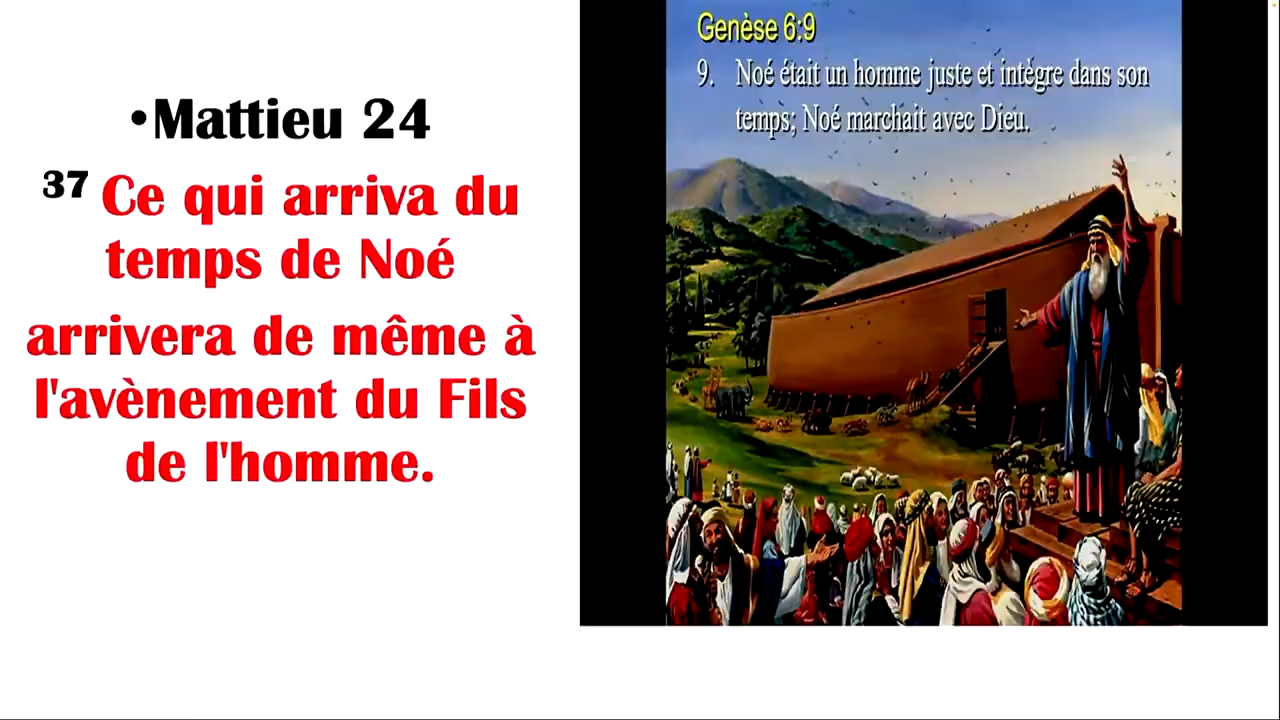 •Mattieu 24
37 Ce qui arriva du
temps de Noé
arrivera de même à
l'avènement du Fils
de l'homme.
Genèse 6:9
9. Noé était un homme juste et intègre dans son
temps; Noé marchait avec Dieu.